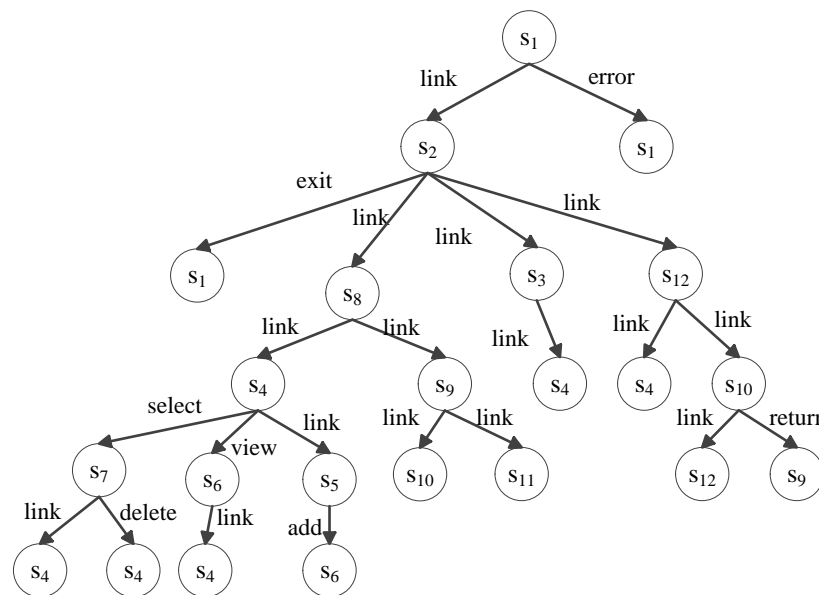 s₁
link
error
s₂
s₁
exit
link
link
link
s₁
s₈
s₃
s₁₂
link
link
link
link
link
s₄
s₉
s₄
s₄
s₁₀
select
view
link
link
link
link
return
s₇
s₆
s₅
s₁₀
s₁₁
s₁₂
s₉
link
delete
link
add
s₄
s₄
s₄
s₆